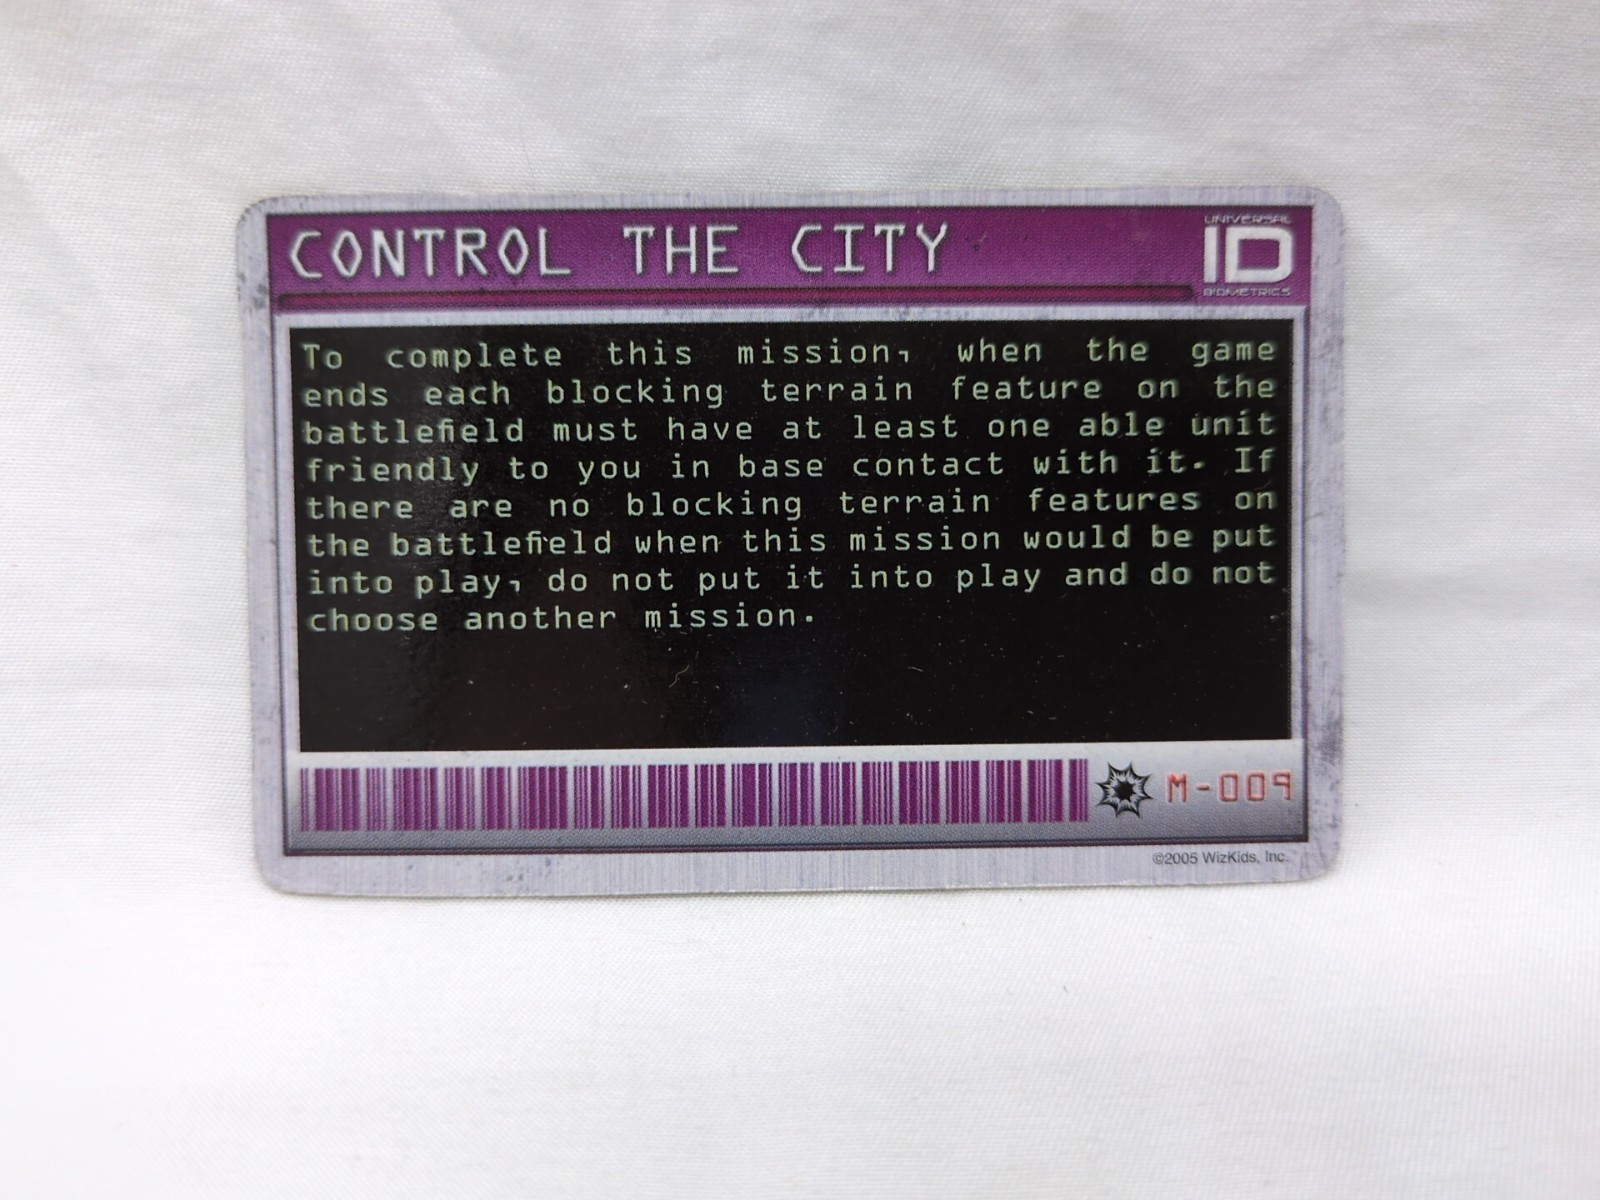 CONTROL THE CITY
UNIVERSAL
ID
BIOMETRICS
To complete this mission, when the game
ends each blocking terrain feature on the
battlefield must have at least one able unit
friendly to you in base contact with it. If
there are no blocking terrain features on
the battlefield when this mission would be put
into play, do not put it into play and do not
choose another mission.
M-009
©2005 WizKids, Inc.